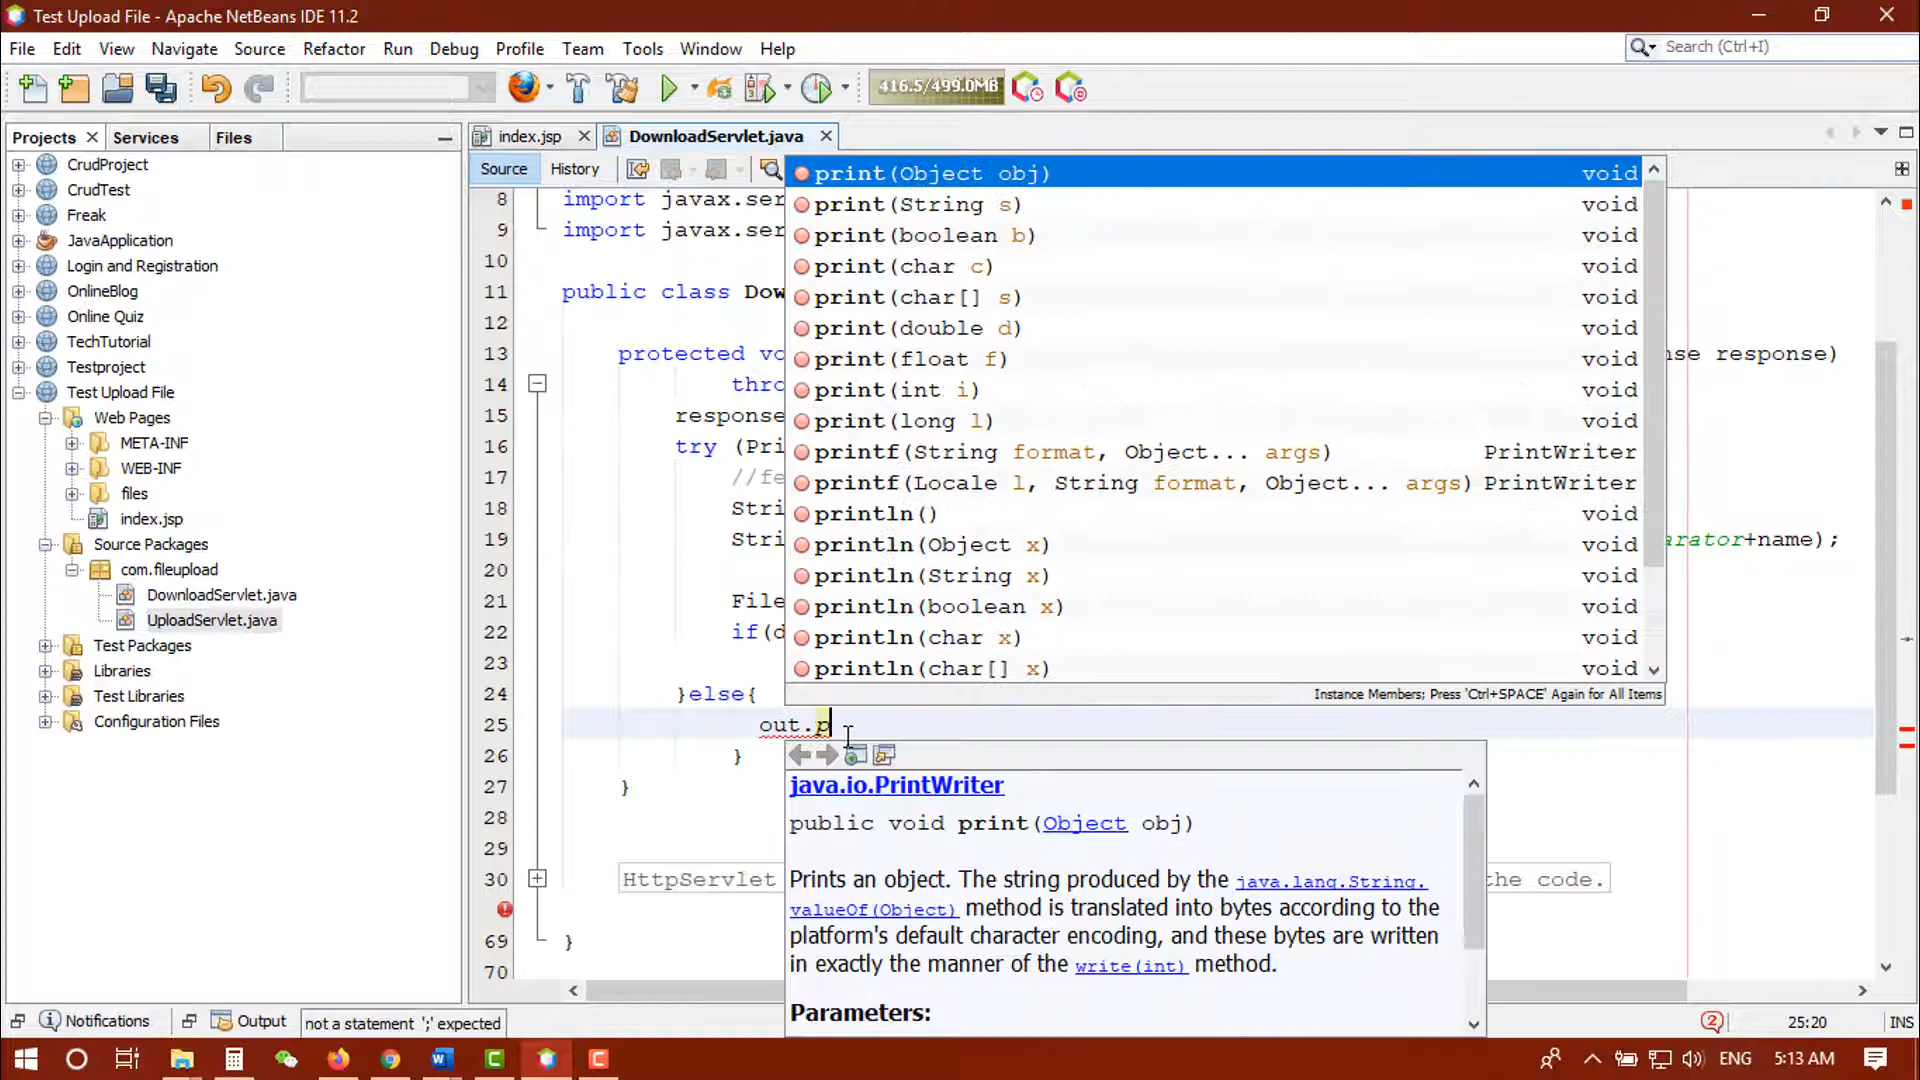 Test Upload File - Apache NetBeans IDE 11.2
File Edit View Navigate Source Refactor Run Debug Profile Team Tools Window Help
Search (Ctrl+I)
416.5/499.0MB
Projects Services Files
index.jsp DownloadServlet.java
Source History
CrudProject
CrudTest
Freak
JavaApplication
Login and Registration
OnlineBlog
Online Quiz
TechTutorial
Testproject
Test Upload File
Web Pages
META-INF
WEB-INF
files
index.jsp
Source Packages
com.fileupload
DownloadServlet.java
UploadServlet.java
Test Packages
Libraries
Test Libraries
Configuration Files
8 import javax.ser
9 import javax.ser
10
11 public class Dow
12
13 protected vo nse response)
14 thro
15 response
16 try (Pri
17 //fe
18 Stri
19 Stri arator+name);
20
21 File
22 if(d
23
24 }else{
25 out.p
26 }
27 }
28
29
30 HttpServlet the code.
69 }
70
print(Object obj) void
print(String s) void
print(boolean b) void
print(char c) void
print(char[] s) void
print(double d) void
print(float f) void
print(int i) void
print(long l) void
printf(String format, Object... args) PrintWriter
printf(Locale l, String format, Object... args) PrintWriter
println() void
println(Object x) void
println(String x) void
println(boolean x) void
println(char x) void
println(char[] x) void
Instance Members; Press 'Ctrl+SPACE' Again for All Items
java.io.PrintWriter
public void print(Object obj)
Prints an object. The string produced by the java.lang.String.
valueOf(Object) method is translated into bytes according to the
platform's default character encoding, and these bytes are written
in exactly the manner of the write(int) method.
Parameters:
Notifications Output not a statement ';' expected
2 25:20 INS
ENG 5:13 AM